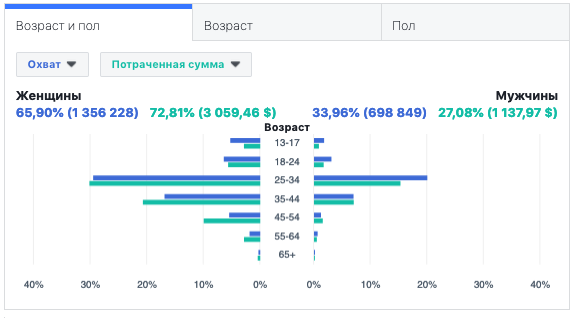 Возраст и пол Возраст Пол
Охват Потраченная сумма
Женщины Мужчины
65,90% (1 356 228) 72,81% (3 059,46 $) 33,96% (698 849) 27,08% (1 137,97 $)
Возраст
13-17
18-24
25-34
35-44
45-54
55-64
65+
40% 30% 20% 10% 0% 0% 10% 20% 30% 40%